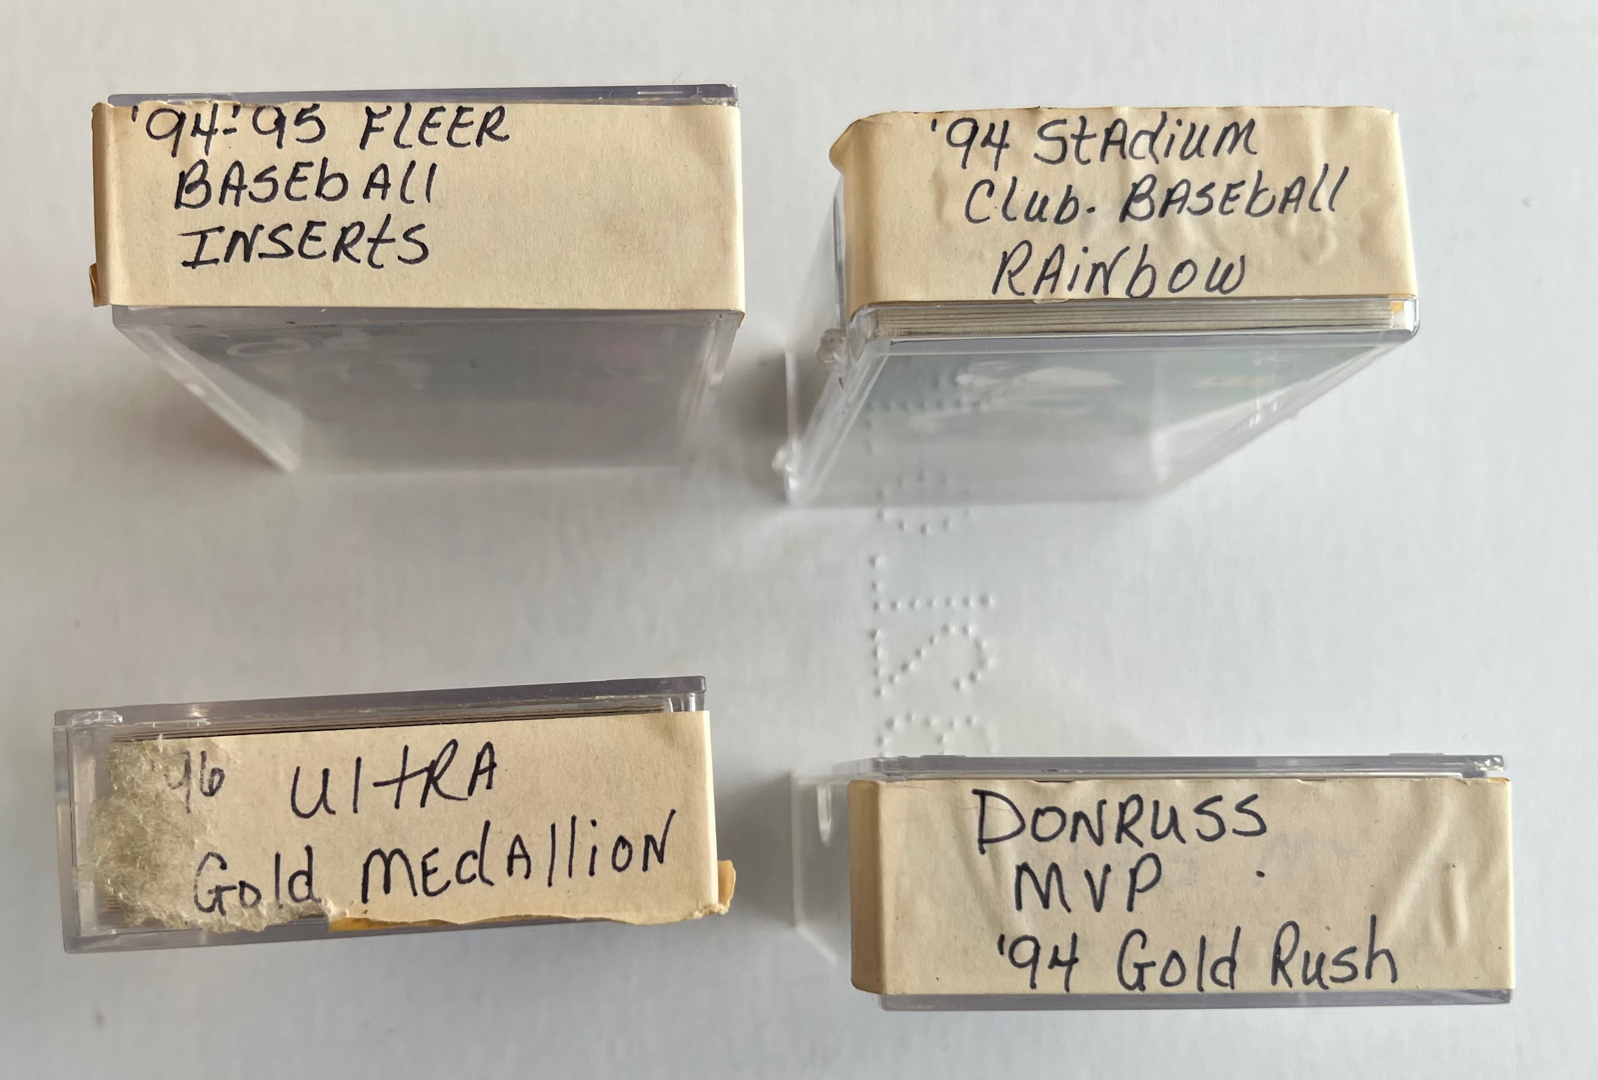 '94-'95 FLEER
BASEbAll
INSERtS
'94 StAdiUM
Club. BASEbAll
RAiNbOW
'96 UltRA
Gold MEdAlliON
DONRUSS
MVP
'94 Gold Rush